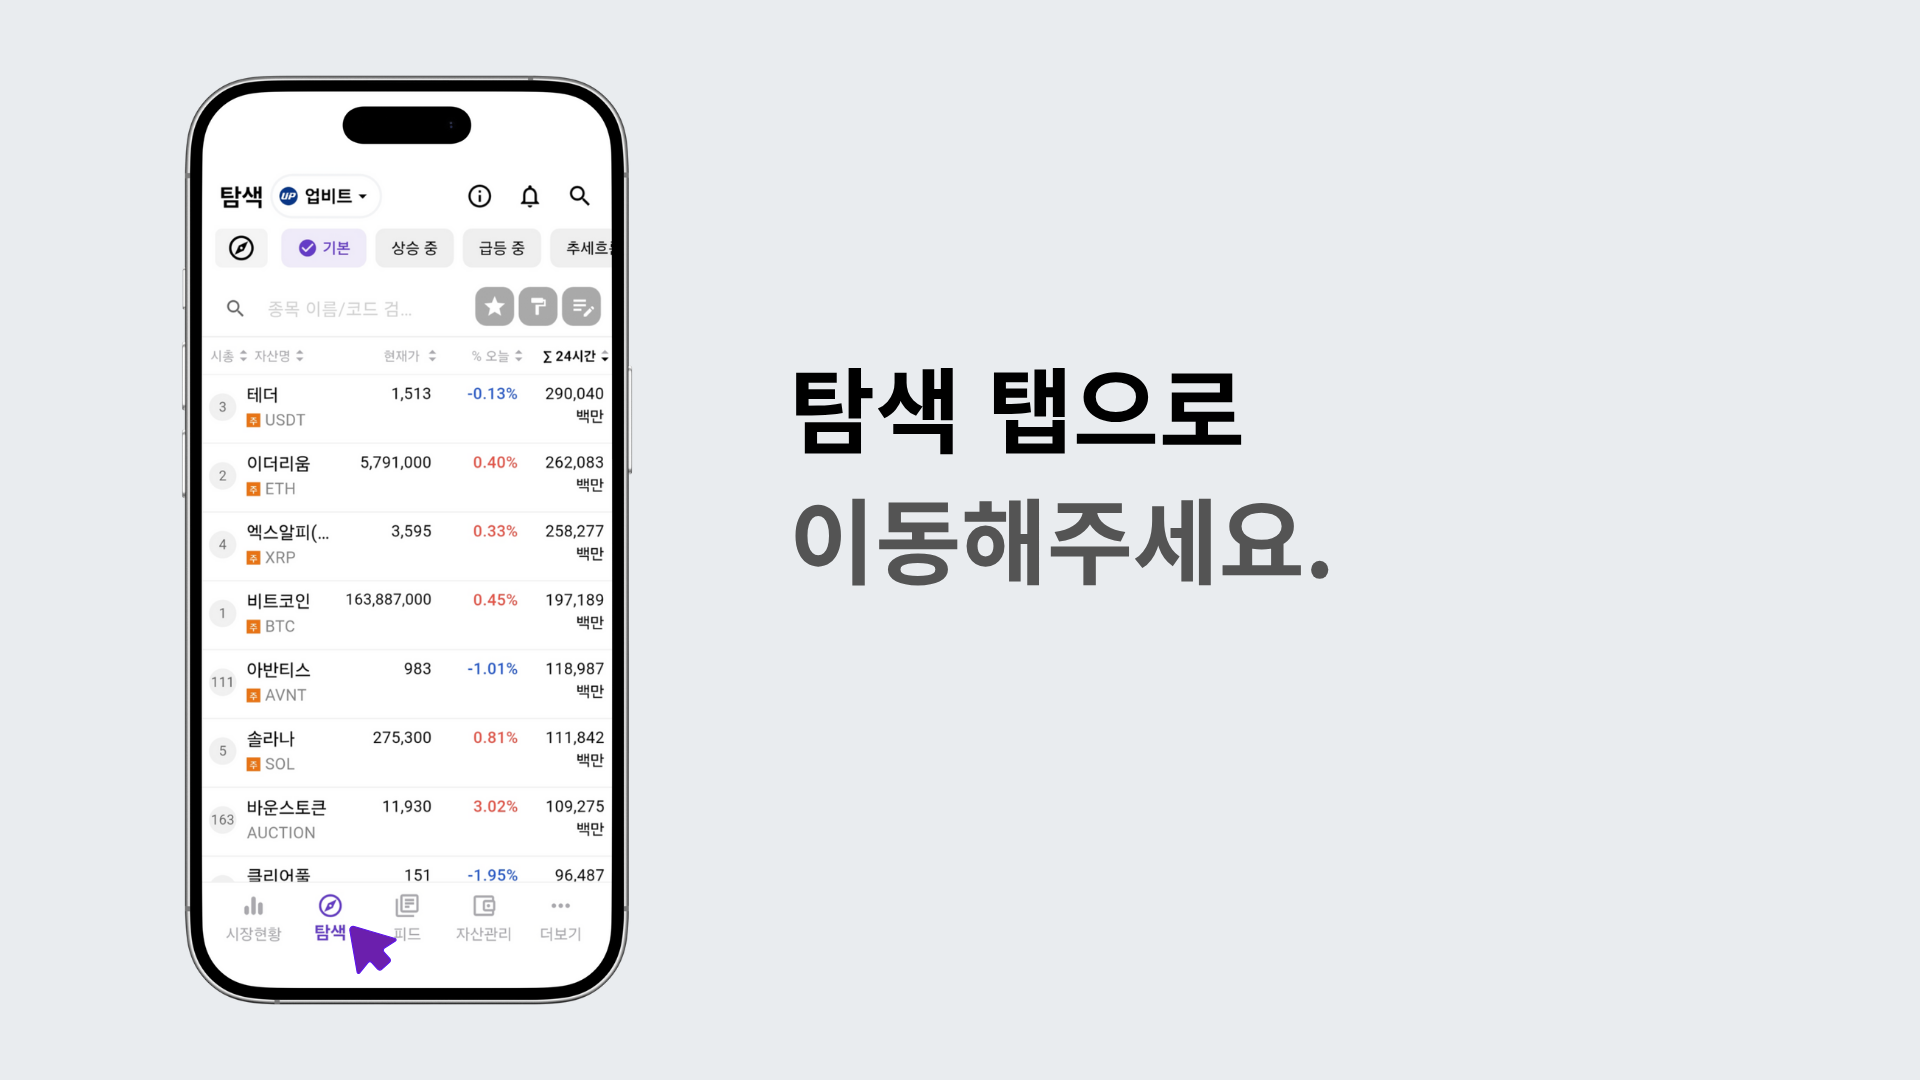 탐색 UP 업비트
기본 상승 중 급등 중 추세흐
종목 이름/코드 검...
시총 자산명 현재가 % 오늘 ∑ 24시간
3 테더 1,513 -0.13% 290,040
주 USDT 백만
2 이더리움 5,791,000 0.40% 262,083
주 ETH 백만
4 엑스알피(... 3,595 0.33% 258,277
주 XRP 백만
1 비트코인 163,887,000 0.45% 197,189
주 BTC 백만
111 아반티스 983 -1.01% 118,987
주 AVNT 백만
5 솔라나 275,300 0.81% 111,842
주 SOL 백만
163 바운스토큰 11,930 3.02% 109,275
AUCTION 백만
클리어풀 151 -1.95% 96,487
시장현황 탐색 피드 자산관리 더보기
탐색 탭으로
이동해주세요.